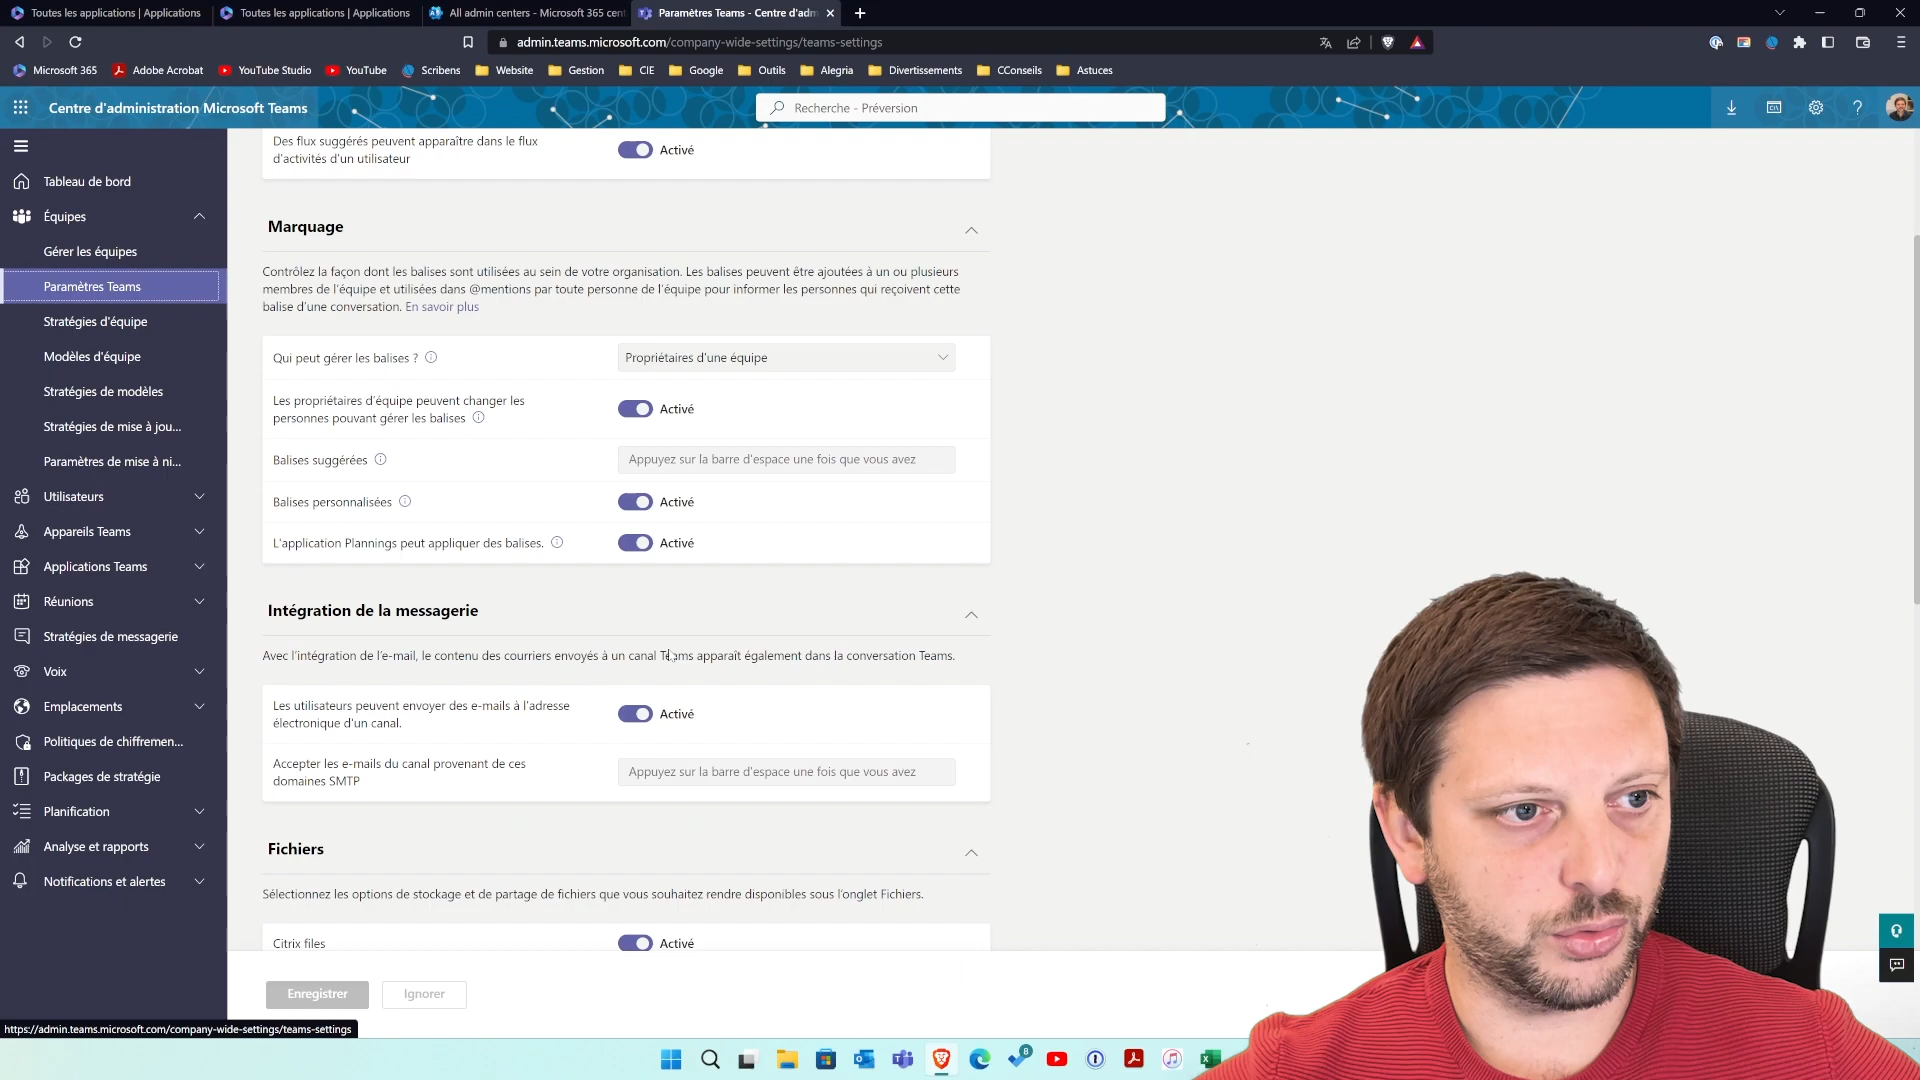 Toutes les applications | Applications
Toutes les applications | Applications
All admin centers - Microsoft 365 cent
Paramètres Teams - Centre d'adm
admin.teams.microsoft.com/company-wide-settings/teams-settings
Microsoft 365
Adobe Acrobat
YouTube Studio
YouTube
Scribens
Website
Gestion
CIE
Google
Outils
Alegria
Divertissements
CConseils
Astuces
Centre d'administration Microsoft Teams
Recherche - Préversion
Tableau de bord
Équipes
Gérer les équipes
Paramètres Teams
Stratégies d'équipe
Modèles d'équipe
Stratégies de modèles
Stratégies de mise à jou...
Paramètres de mise à ni...
Utilisateurs
Appareils Teams
Applications Teams
Réunions
Stratégies de messagerie
Voix
Emplacements
Politiques de chiffremen...
Packages de stratégie
Planification
Analyse et rapports
Notifications et alertes
Des flux suggérés peuvent apparaître dans le flux
d'activités d'un utilisateur
Activé
Marquage
Contrôlez la façon dont les balises sont utilisées au sein de votre organisation. Les balises peuvent être ajoutées à un ou plusieurs
membres de l'équipe et utilisées dans @mentions par toute personne de l'équipe pour informer les personnes qui reçoivent cette
balise d'une conversation. En savoir plus
Qui peut gérer les balises ?
Propriétaires d'une équipe
Les propriétaires d'équipe peuvent changer les
personnes pouvant gérer les balises
Activé
Balises suggérées
Appuyez sur la barre d'espace une fois que vous avez
Balises personnalisées
Activé
L'application Plannings peut appliquer des balises.
Activé
Intégration de la messagerie
Avec l'intégration de l'e-mail, le contenu des courriers envoyés à un canal Teams apparaît également dans la conversation Teams.
Les utilisateurs peuvent envoyer des e-mails à l'adresse
électronique d'un canal.
Activé
Accepter les e-mails du canal provenant de ces
domaines SMTP
Appuyez sur la barre d'espace une fois que vous avez
Fichiers
Sélectionnez les options de stockage et de partage de fichiers que vous souhaitez rendre disponibles sous l'onglet Fichiers.
Citrix files
Activé
Enregistrer
Ignorer
https://admin.teams.microsoft.com/company-wide-settings/teams-settings
8